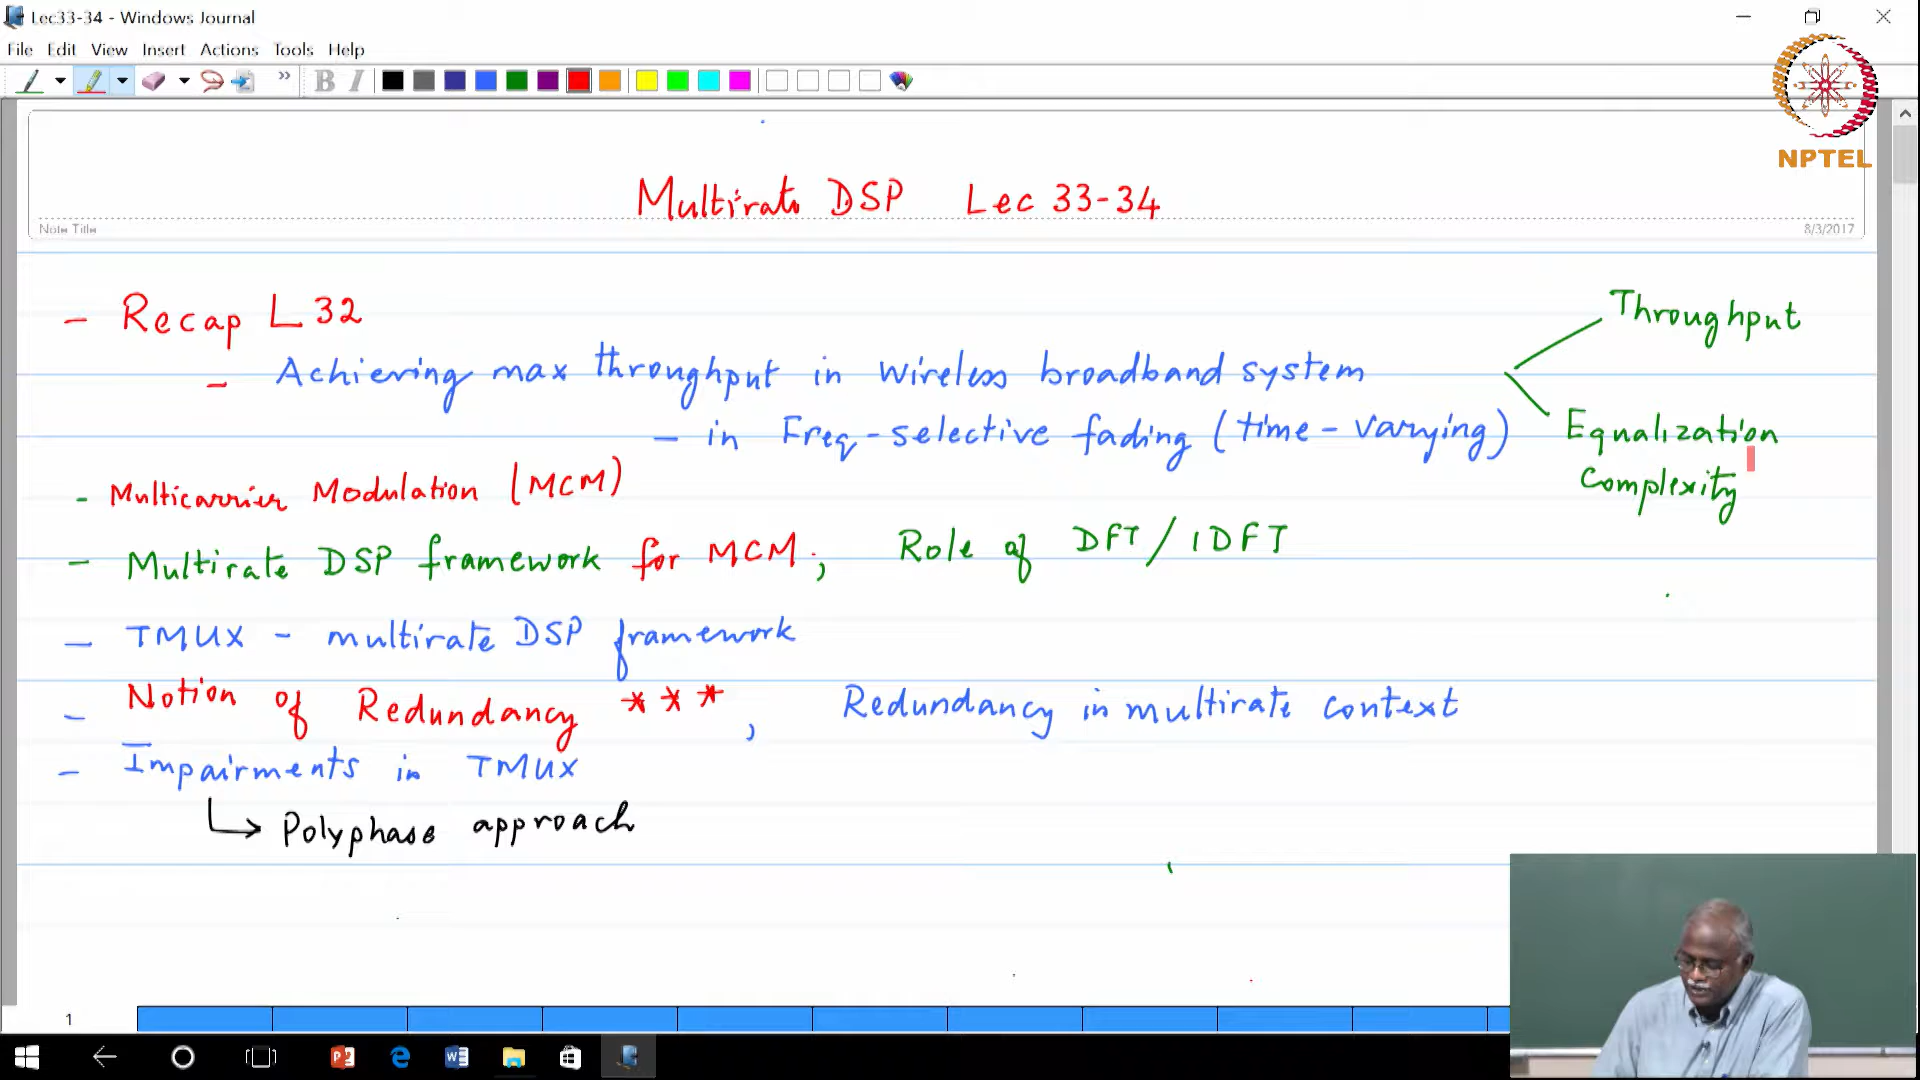 Lec33-34 - Windows Journal
File Edit View Insert Actions Tools Help
B I
NPTEL
Multirate DSP Lec 33-34
Note Title
8/3/2017
- Recap L32
- Achieving max throughput in wireless broadband system
- in Freq-selective fading (time-varying)
Throughput
Equalization
Complexity
- Multicarrier Modulation (MCM)
- Multirate DSP framework for MCM; Role of DFT/IDFT
- TMUX - multirate DSP framework
- Notion of Redundancy ***, Redundancy in multirate context
- Impairments in TMUX
↳ Polyphase approach
1